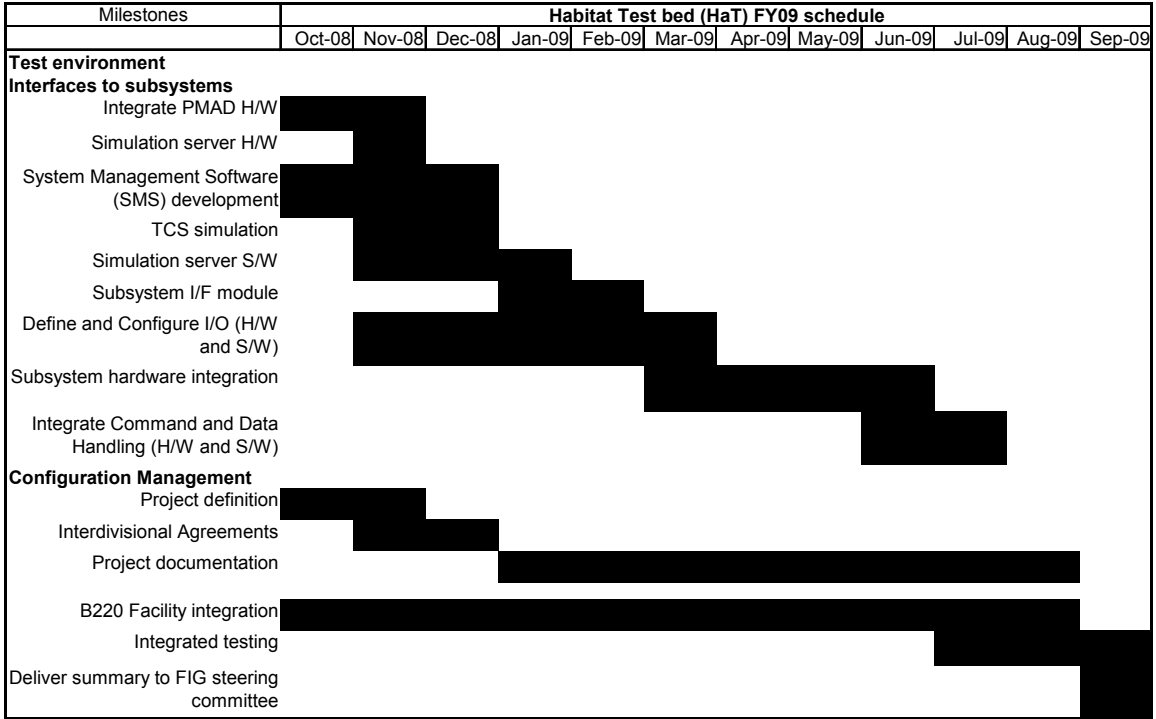 Milestones Habitat Test bed (HaT) FY09 schedule
Oct-08 Nov-08 Dec-08 Jan-09 Feb-09 Mar-09 Apr-09 May-09 Jun-09 Jul-09 Aug-09 Sep-09
Test environment
Interfaces to subsystems
Integrate PMAD H/W
Simulation server H/W
System Management Software
(SMS) development
TCS simulation
Simulation server S/W
Subsystem I/F module
Define and Configure I/O (H/W
and S/W)
Subsystem hardware integration
Integrate Command and Data
Handling (H/W and S/W)
Configuration Management
Project definition
Interdivisional Agreements
Project documentation
B220 Facility integration
Integrated testing
Deliver summary to FIG steering
committee